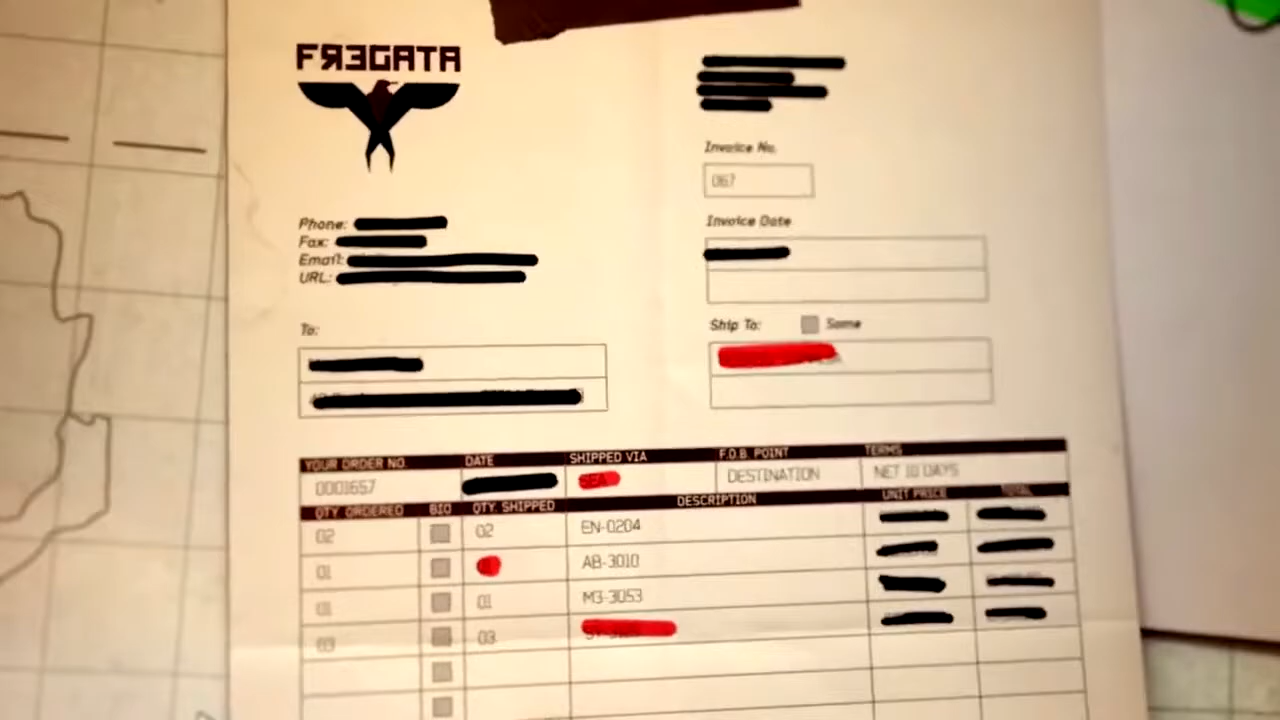 FЯƎGATA
Invoice No.
067
Phone:
Invoice Date
Fax:
Email:
URL:
To:
Ship To: Same
YOUR ORDER NO. DATE SHIPPED VIA F.O.B. POINT TERMS
0001657 SEA DESTINATION NET 10 DAYS
QTY. ORDERED BIO QTY. SHIPPED DESCRIPTION UNIT PRICE TOTAL
02 02 EN-0204
01 AB-3010
01 01 M3-3053
03 03